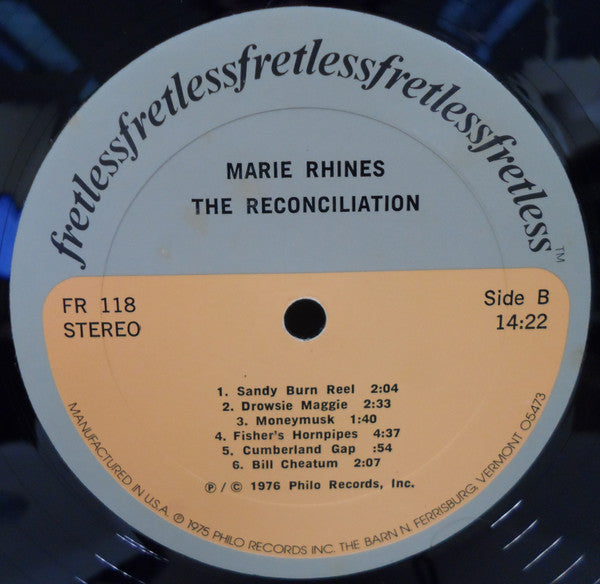 fretlessfretlessfretlessfretlessfretless™
MARIE RHINES
THE RECONCILIATION
FR 118
STEREO
Side B
14:22
1. Sandy Burn Reel 2:04
2. Drowsie Maggie 2:33
3. Moneymusk 1:40
4. Fisher's Hornpipes 4:37
5. Cumberland Gap :54
6. Bill Cheatum 2:07
℗/© 1976 Philo Records, Inc.
MANUFACTURED IN U.S.A. ℗ 1975 PHILO RECORDS INC. THE BARN N. FERRISBURG, VERMONT 05473